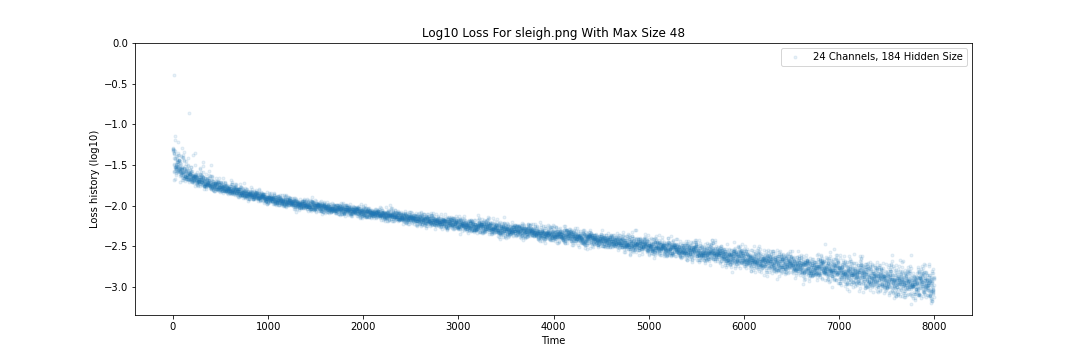 Log10 Loss For sleigh.png With Max Size 48
24 Channels, 184 Hidden Size
Loss history (log10)
0.0
−0.5
−1.0
−1.5
−2.0
−2.5
−3.0
0 1000 2000 3000 4000 5000 6000 7000 8000
Time